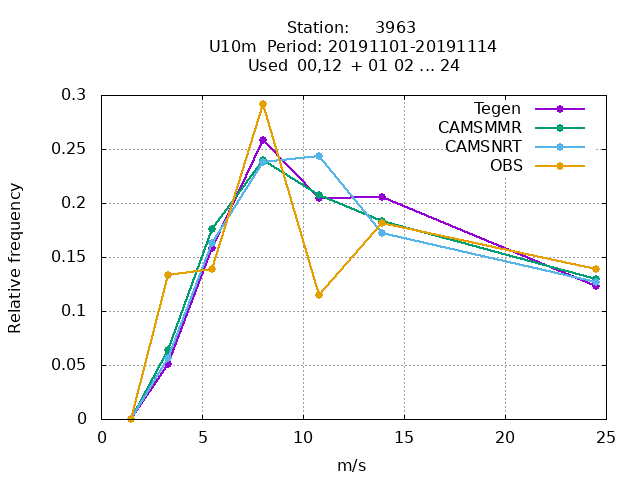 Station: 3963
U10m Period: 20191101-20191114
Used 00,12 + 01 02 ... 24
Relative frequency
0.3
0.25
0.2
0.15
0.1
0.05
0
Tegen
CAMSMMR
CAMSNRT
OBS
0 5 10 15 20 25
m/s